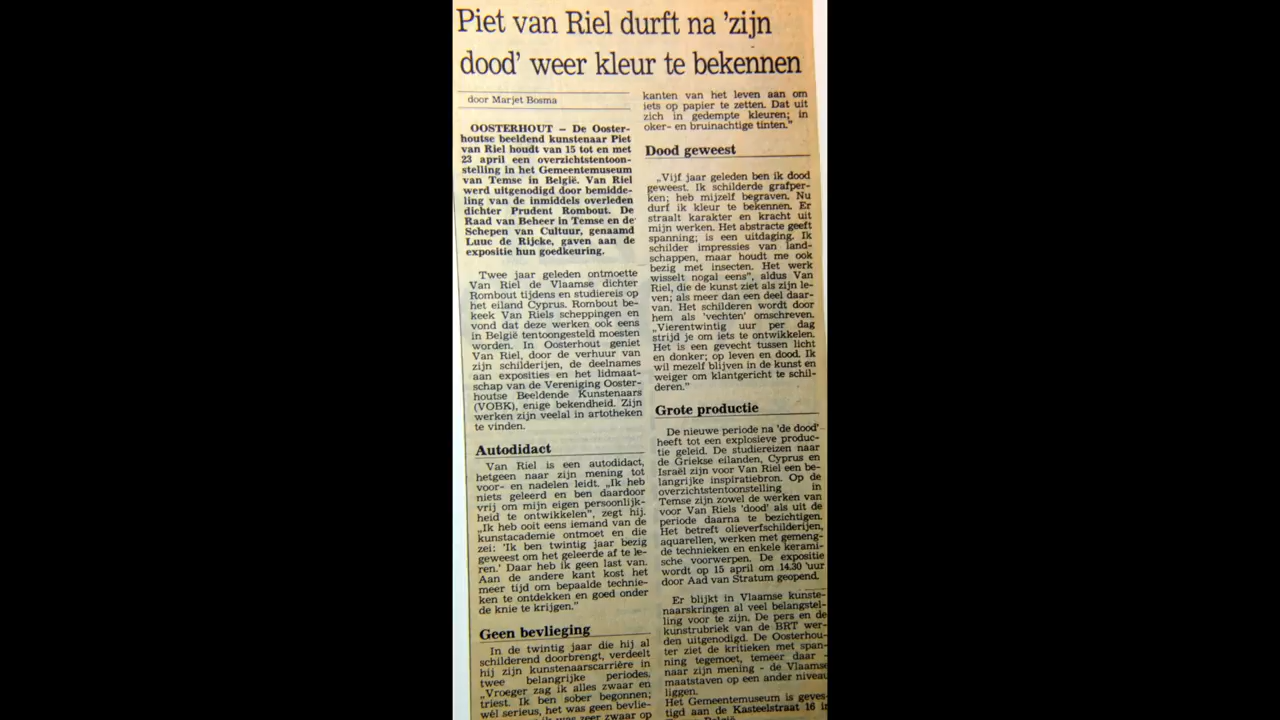 Piet van Riel durft na 'zijn
dood' weer kleur te bekennen
door Marjet Bosma
OOSTERHOUT – De Ooster-
houtse beeldend kunstenaar Piet
van Riel houdt van 15 tot en met
23 april een overzichtstentoon-
stelling in het Gemeentemuseum
van Temse in België. Van Riel
werd uitgenodigd door bemidde-
ling van de inmiddels overleden
dichter Prudent Rombout. De
Raad van Beheer in Temse en de
Schepen van Cultuur, genaamd
Luuc de Rijcke, gaven aan de
expositie hun goedkeuring.
Twee jaar geleden ontmoette
Van Riel de Vlaamse dichter
Rombout tijdens en studiereis op
het eiland Cyprus. Rombout be-
keek Van Riels scheppingen en
vond dat deze werken ook eens
in België tentoongesteld moesten
worden. In Oosterhout geniet
Van Riel, door de verhuur van
zijn schilderijen, de deelnames
aan exposities en het lidmaat-
schap van de Vereniging Ooster-
houtse Beeldende Kunstenaars
(VOBK), enige bekendheid. Zijn
werken zijn veelal in artotheken
te vinden.
Autodidact
Van Riel is een autodidact,
hetgeen naar zijn mening tot
voor- en nadelen leidt. „Ik heb
niets geleerd en ben daardoor
vrij om mijn eigen persoonlijk-
heid te ontwikkelen", zegt hij.
„Ik heb ooit eens iemand van de
kunstacademie ontmoet en die
zei: 'Ik ben twintig jaar bezig
geweest om het geleerde af te le-
ren.' Daar heb ik geen last van.
Aan de andere kant kost het
meer tijd om bepaalde technie-
ken te ontdekken en goed onder
de knie te krijgen."
Geen bevlieging
In de twintig jaar die hij al
schilderend doorbrengt, verdeelt
hij zijn kunstenaarscarrière in
twee belangrijke periodes.
„Vroeger zag ik alles zwaar en
triest. Ik ben sober begonnen;
wél serieus, het was geen bevlie-
was zeer zwaar op
kanten van het leven aan om
iets op papier te zetten. Dat uit
zich in gedempte kleuren; in
oker- en bruinachtige tinten."
Dood geweest
„Vijf jaar geleden ben ik dood
geweest. Ik schilderde grafper-
ken; heb mijzelf begraven. Nu
durf ik kleur te bekennen. Er
straalt karakter en kracht uit
mijn werken. Het abstracte geeft
spanning; is een uitdaging. Ik
schilder impressies van land-
schappen, maar houdt me ook
bezig met insecten. Het werk
wisselt nogal eens", aldus Van
Riel, die de kunst ziet als zijn le-
ven; als meer dan een deel daar-
van. Het schilderen wordt door
hem als 'vechten' omschreven.
„Vierentwintig uur per dag
strijd je om iets te ontwikkelen.
Het is een gevecht tussen licht
en donker; op leven en dood. Ik
wil mezelf blijven in de kunst en
weiger om klantgericht te schil-
deren."
Grote productie
De nieuwe periode na 'de dood'
heeft tot een explosieve produc-
tie geleid. De studiereizen naar
de Griekse eilanden, Cyprus en
Israël zijn voor Van Riel een be-
langrijke inspiratiebron. Op de
overzichtstentoonstelling in
Temse zijn zowel de werken van
voor Van Riels 'dood' als uit de
periode daarna te bezichtigen.
Het betreft olieverfschilderijen,
aquarellen, werken met gemeng-
de technieken en enkele kerami-
sche voorwerpen. De expositie
wordt op 15 april om 14.30 uur
door Aad van Stratum geopend.
Er blijkt in Vlaamse kunste-
naarskringen al veel belangstel-
ling voor te zijn. De pers en de
kunstrubriek van de BRT wer-
den uitgenodigd. De Oosterhou-
ter ziet de kritieken met span-
ning tegemoet, temeer daar -
naar zijn mening - de Vlaamse
maatstaven op een ander niveau
liggen.
Het Gemeentemuseum is geves-
tigd aan de Kasteelstraat 16 in